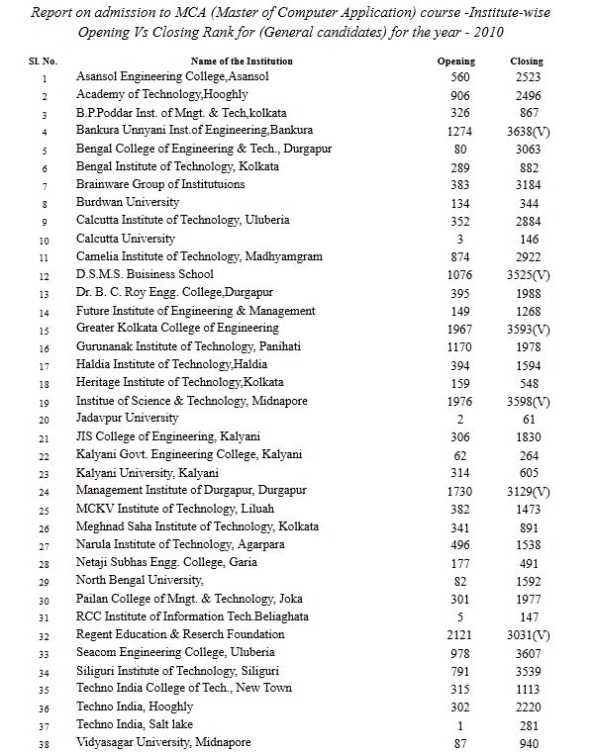 Report on admission to MCA (Master of Computer Application) course -Institute-wise
Opening Vs Closing Rank for (General candidates) for the year - 2010
Sl. No. Name of the Institution Opening Closing
1 Asansol Engineering College,Asansol 560 2523
2 Academy of Technology,Hooghly 906 2496
3 B.P.Poddar Inst. of Mngt. & Tech,kolkata 326 867
4 Bankura Unnyani Inst.of Engineering,Bankura 1274 3638(V)
5 Bengal College of Engineering & Tech., Durgapur 80 3063
6 Bengal Institute of Technology, Kolkata 289 882
7 Brainware Group of Institutuions 383 3184
8 Burdwan University 134 344
9 Calcutta Institute of Technology, Uluberia 352 2884
10 Calcutta University 3 146
11 Camelia Institute of Technology, Madhyamgram 874 2922
12 D.S.M.S. Buisiness School 1076 3525(V)
13 Dr. B. C. Roy Engg. College,Durgapur 395 1988
14 Future Institute of Engineering & Management 149 1268
15 Greater Kolkata College of Engineering 1967 3593(V)
16 Gurunanak Institute of Technology, Panihati 1170 1978
17 Haldia Institute of Technology,Haldia 394 1594
18 Heritage Institute of Technology,Kolkata 159 548
19 Institue of Science & Technology, Midnapore 1976 3598(V)
20 Jadavpur University 2 61
21 JIS College of Engineering, Kalyani 306 1830
22 Kalyani Govt. Engineering College, Kalyani 62 264
23 Kalyani University, Kalyani 314 605
24 Management Institute of Durgapur, Durgapur 1730 3129(V)
25 MCKV Institute of Technology, Liluah 382 1473
26 Meghnad Saha Institute of Technology, Kolkata 341 891
27 Narula Institute of Technology, Agarpara 496 1538
28 Netaji Subhas Engg. College, Garia 177 491
29 North Bengal University, 82 1592
30 Pailan College of Mngt. & Technology, Joka 301 1977
31 RCC Institute of Information Tech.Beliaghata 5 147
32 Regent Education & Reserch Foundation 2121 3031(V)
33 Seacom Engineering College, Uluberia 978 3607
34 Siliguri Institute of Technology, Siliguri 791 3539
35 Techno India College of Tech., New Town 315 1113
36 Techno India, Hooghly 302 2220
37 Techno India, Salt lake 1 281
38 Vidyasagar University, Midnapore 87 940